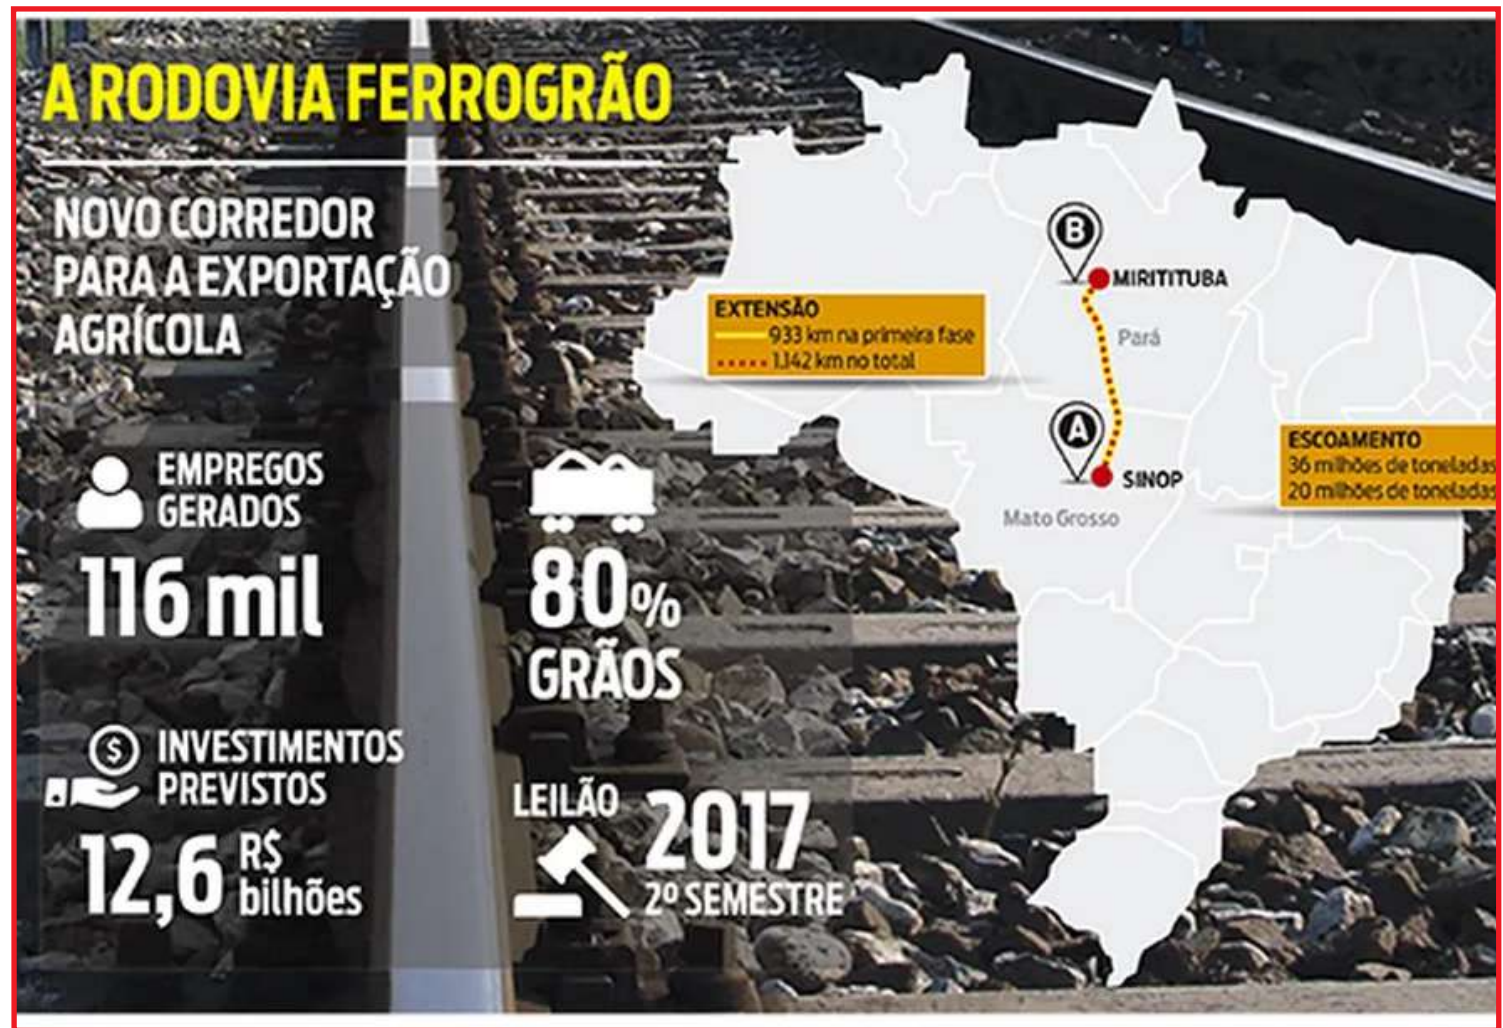 A RODOVIA FERROGRÃO
NOVO CORREDOR
PARA A EXPORTAÇÃO
AGRÍCOLA
EMPREGOS
GERADOS
116 mil
80%
GRÃOS
$
INVESTIMENTOS
PREVISTOS
12,6 R$
bilhões
LEILÃO
2017
2º SEMESTRE
B
MIRITITUBA
EXTENSÃO
933 km na primeira fase
1.142 km no total
Pará
A
SINOP
Mato Grosso
ESCOAMENTO
36 milhões de toneladas
20 milhões de toneladas